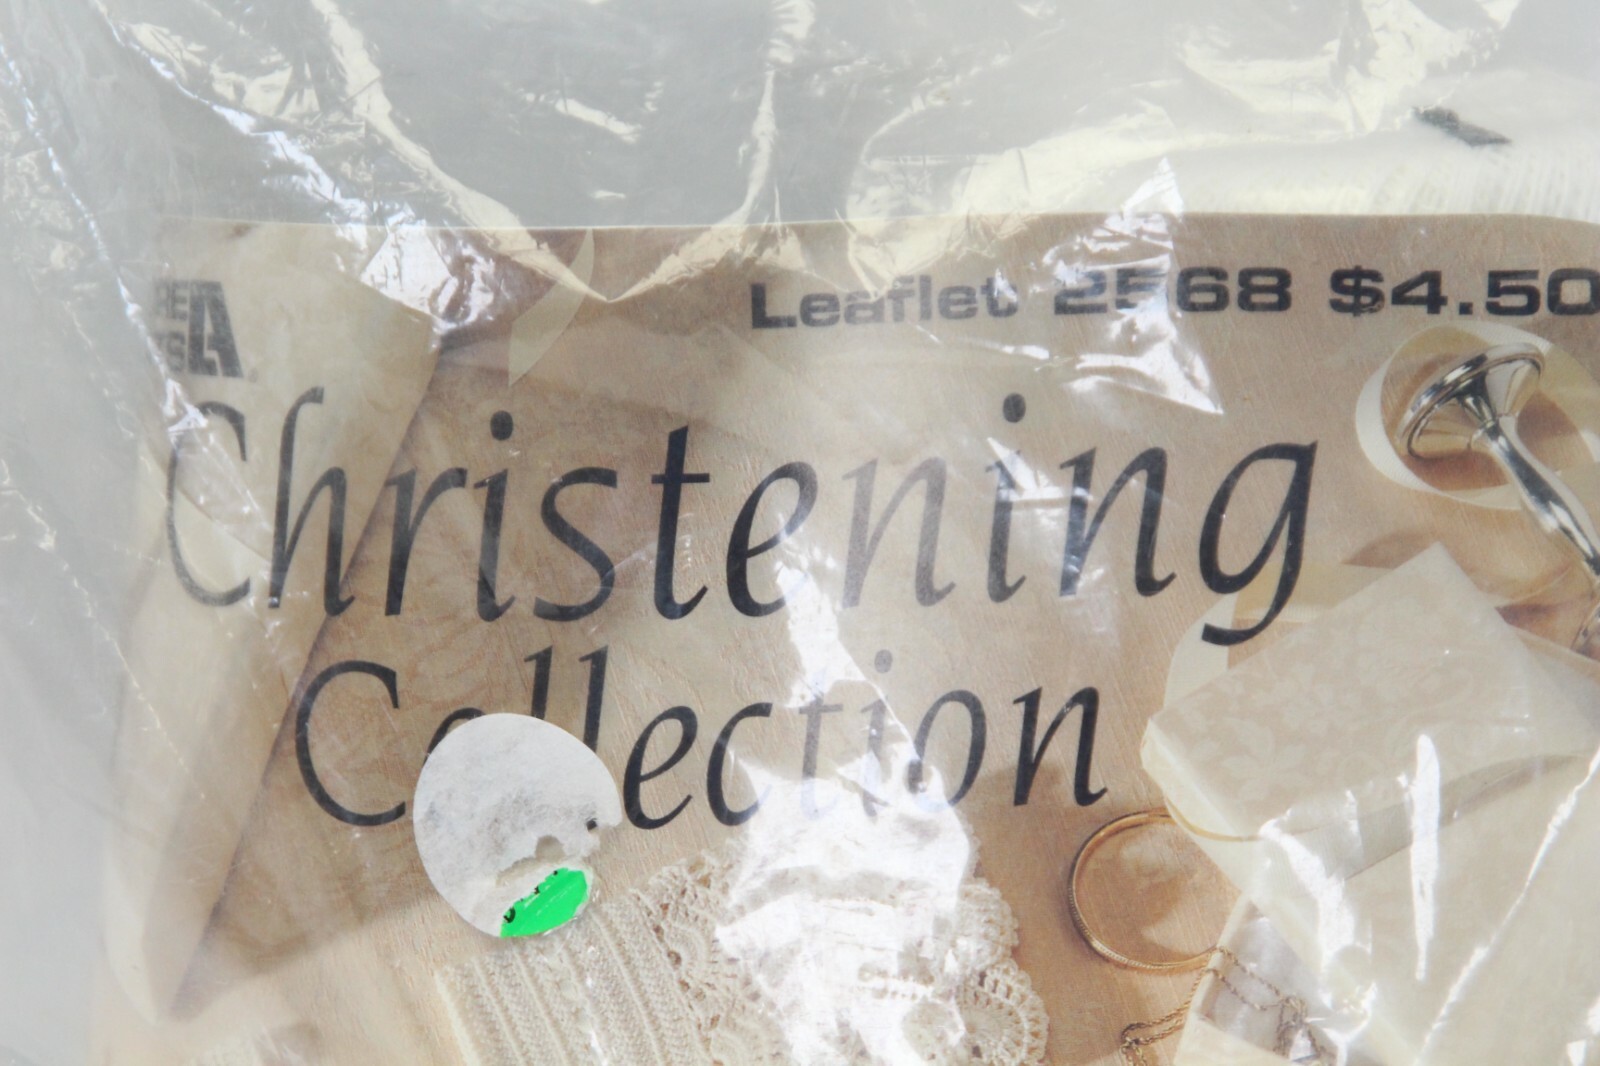 Leaflet 2568 $4.50
Christening
Collection